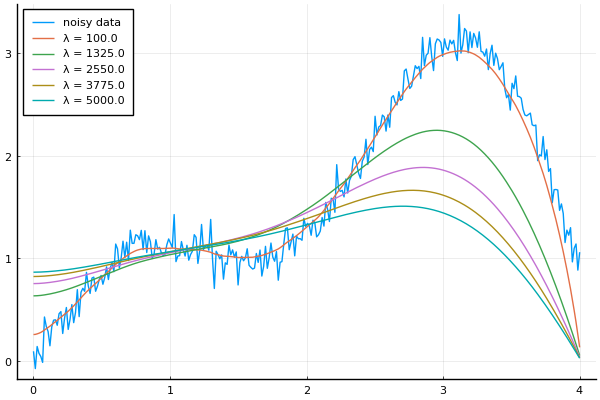 noisy data
λ = 100.0
λ = 1325.0
λ = 2550.0
λ = 3775.0
λ = 5000.0
3
2
1
0
0 1 2 3 4